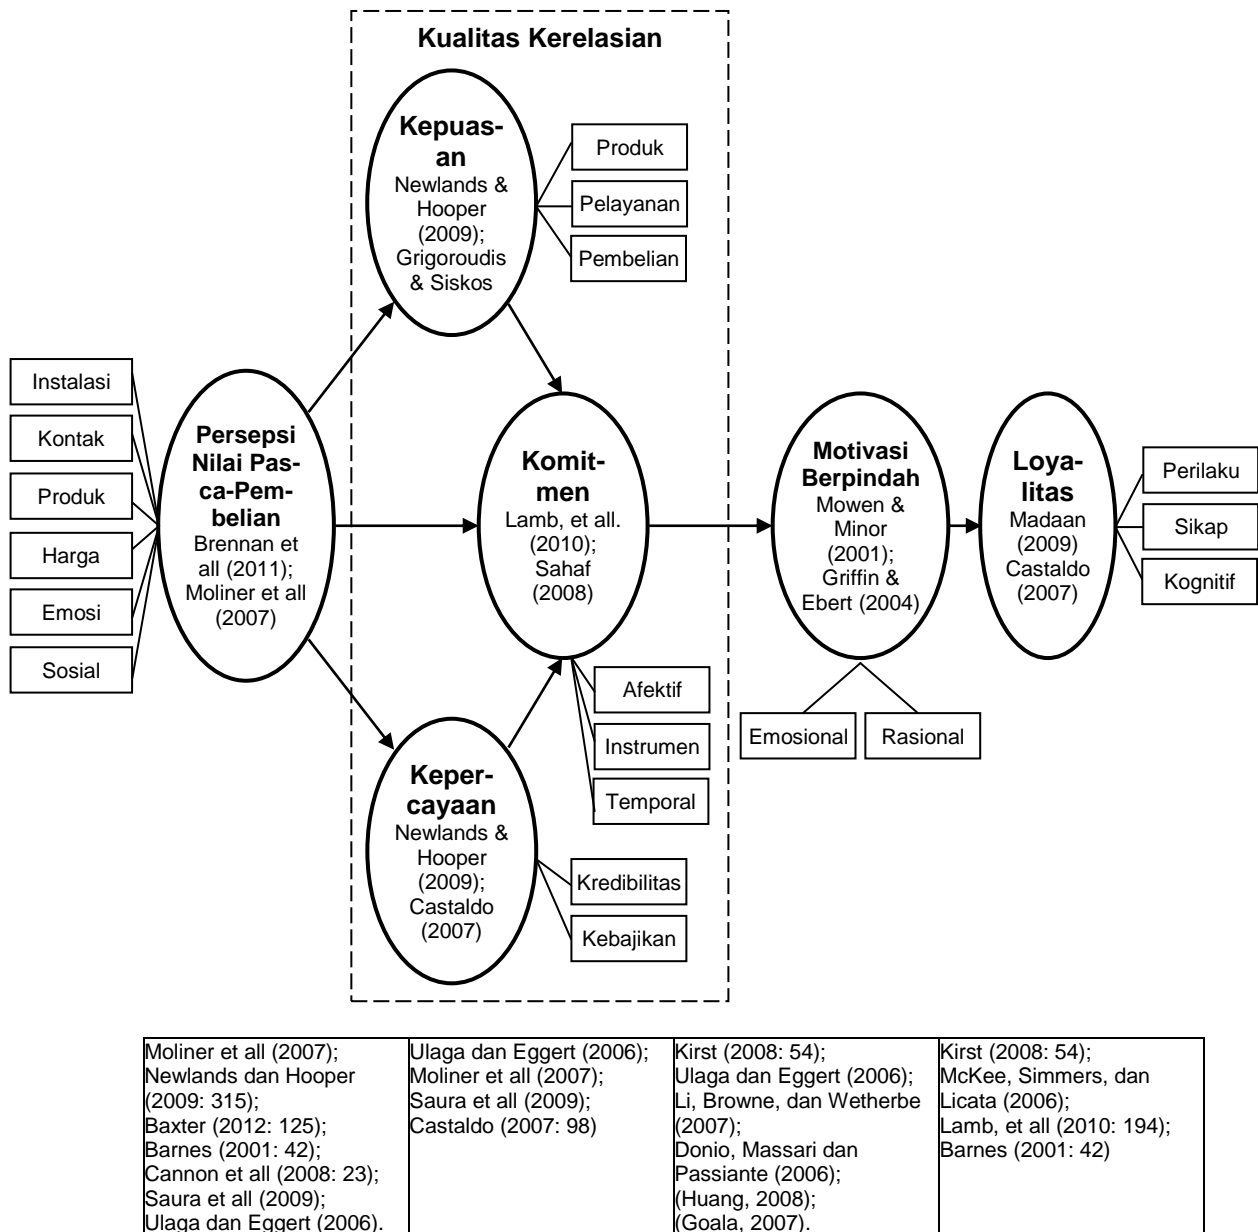 Kualitas Kerelasian
Kepuas-
an
Newlands &
Hooper
(2009);
Grigoroudis
& Siskos
Produk
Pelayanan
Pembelian
Instalasi
Kontak
Produk
Harga
Emosi
Sosial
Persepsi
Nilai Pas-
ca-Pem-
belian
Brennan et
all (2011);
Moliner et all
(2007)
Komit-
men
Lamb, et all.
(2010);
Sahaf
(2008)
Afektif
Instrumen
Temporal
Keper-
cayaan
Newlands &
Hooper
(2009);
Castaldo
(2007)
Kredibilitas
Kebajikan
Motivasi
Berpindah
Mowen &
Minor
(2001);
Griffin &
Ebert (2004)
Emosional
Rasional
Loya-
litas
Madaan
(2009)
Castaldo
(2007)
Perilaku
Sikap
Kognitif
Moliner et all (2007);
Newlands dan Hooper
(2009: 315);
Baxter (2012: 125);
Barnes (2001: 42);
Cannon et all (2008: 23);
Saura et all (2009);
Ulaga dan Eggert (2006).
Ulaga dan Eggert (2006);
Moliner et all (2007);
Saura et all (2009);
Castaldo (2007: 98)
Kirst (2008: 54);
Ulaga dan Eggert (2006);
Li, Browne, dan Wetherbe
(2007);
Donio, Massari dan
Passiante (2006);
(Huang, 2008);
(Goala, 2007).
Kirst (2008: 54);
McKee, Simmers, dan
Licata (2006);
Lamb, et all (2010: 194);
Barnes (2001: 42)